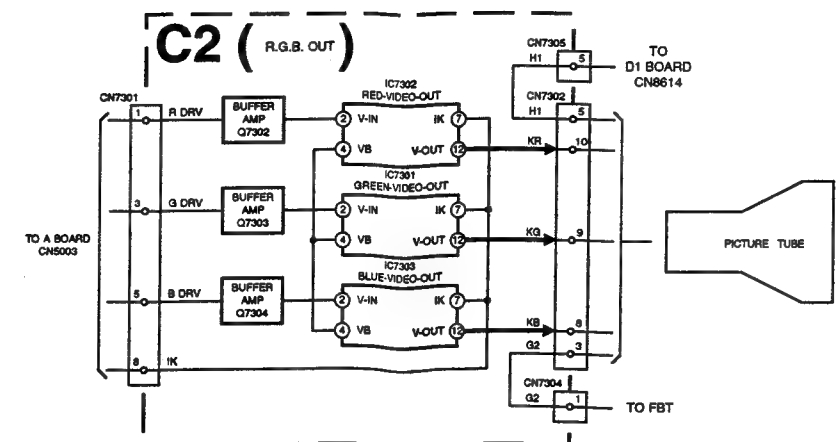 C2 ( R.G.B. OUT )
CN7305
H1 5
TO
D1 BOARD
CN8614
CN7301
1 R DRV
BUFFER
AMP
Q7302
IC7302
RED-VIDEO-OUT
2 V-IN IK 7
4 VB V-OUT 12
CN7302
H1 5
KR 10
3 G DRV
BUFFER
AMP
Q7303
IC7301
GREEN-VIDEO-OUT
2 V-IN IK 7
4 VB V-OUT 12
KG 9
TO A BOARD
CN5003
PICTURE TUBE
5 B DRV
BUFFER
AMP
Q7304
IC7303
BLUE-VIDEO-OUT
2 V-IN IK 7
4 VB V-OUT 12
KB 8
G2 3
8 IK
CN7304
G2 1
TO FBT